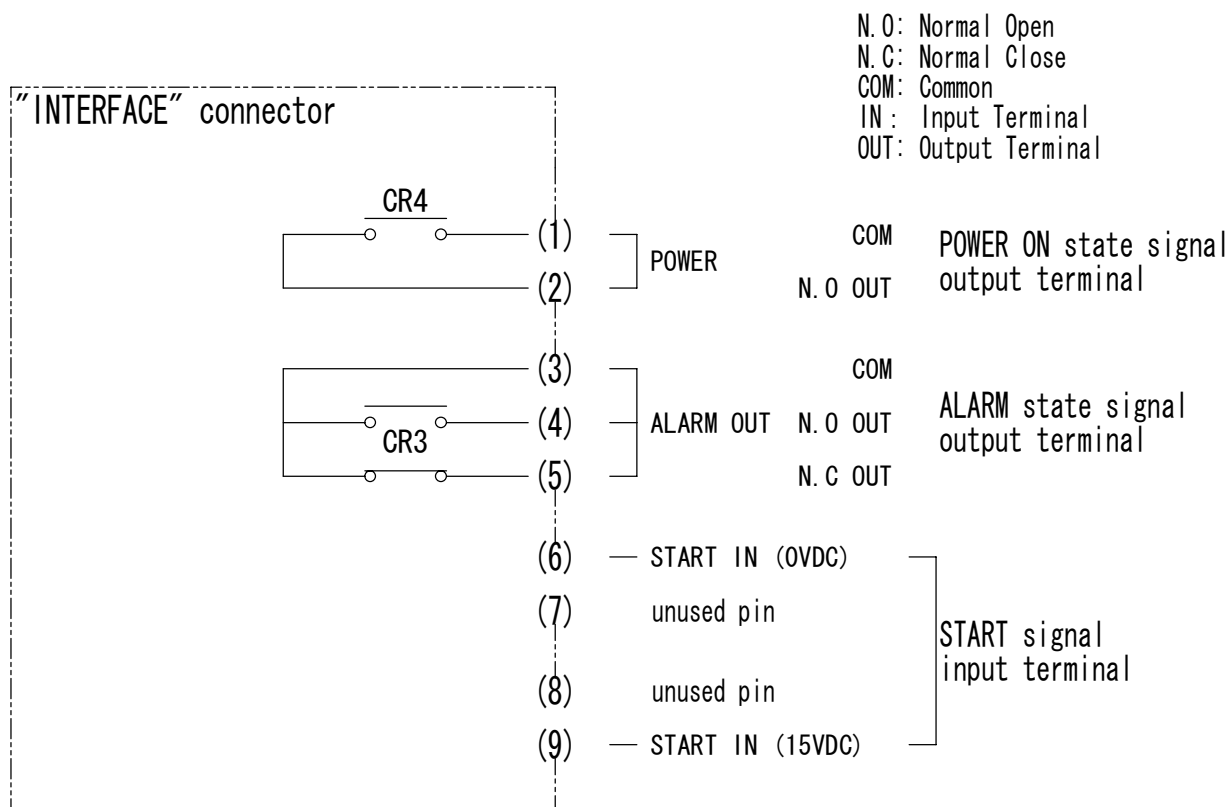 N.O: Normal Open
N.C: Normal Close
COM: Common
IN : Input Terminal
OUT: Output Terminal
"INTERFACE" connector
CR4
(1)
COM
POWER
POWER ON state signal
output terminal
(2)
N.O OUT
(3)
COM
(4)
ALARM OUT
N.O OUT
ALARM state signal
output terminal
CR3
(5)
N.C OUT
(6)
START IN (0VDC)
(7)
unused pin
START signal
input terminal
(8)
unused pin
(9)
START IN (15VDC)